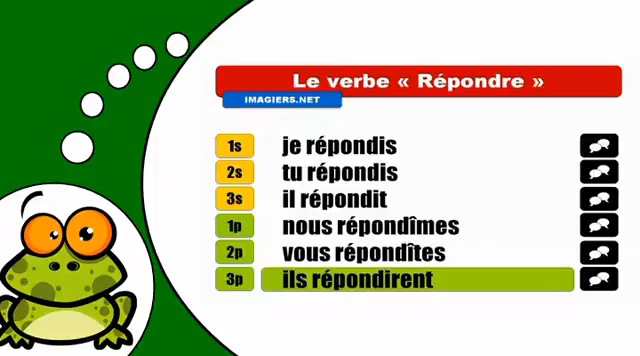 Le verbe « Répondre »
IMAGIERS.NET
1s je répondis
2s tu répondis
3s il répondit
1p nous répondîmes
2p vous répondîtes
3p ils répondirent